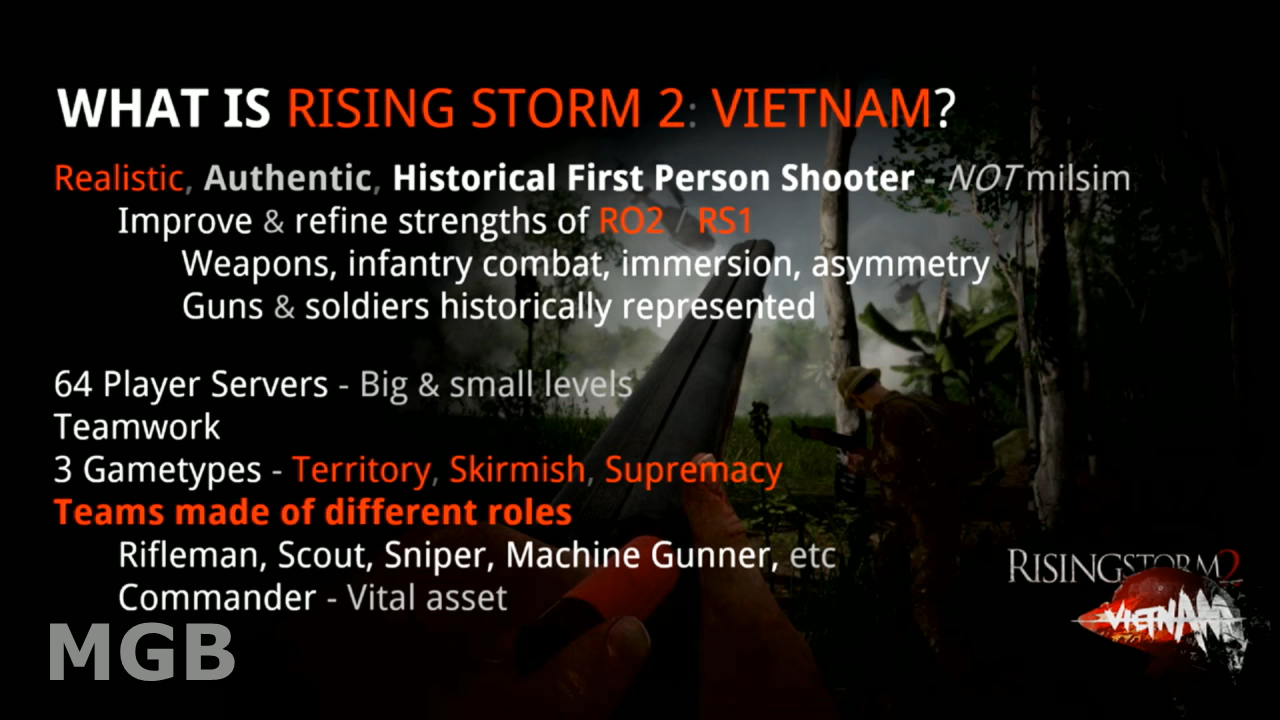 WHAT IS RISING STORM 2: VIETNAM?
Realistic, Authentic, Historical First Person Shooter - NOT milsim
Improve & refine strengths of RO2 / RS1
Weapons, infantry combat, immersion, asymmetry
Guns & soldiers historically represented
64 Player Servers - Big & small levels
Teamwork
3 Gametypes - Territory, Skirmish, Supremacy
Teams made of different roles
Rifleman, Scout, Sniper, Machine Gunner, etc
Commander - Vital asset
RISINGSTORM2
VIETNAM
MGB